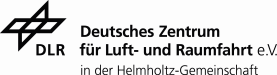 DLR
Deutsches Zentrum
für Luft- und Raumfahrt e.V.
in der Helmholtz-Gemeinschaft